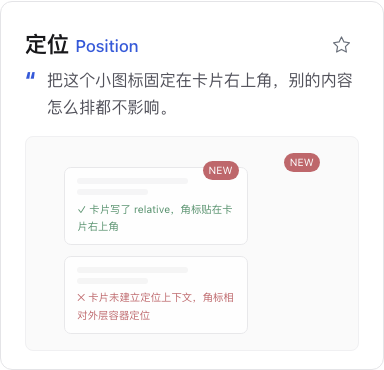 定位 Position
“ 把这个小图标固定在卡片右上角，别的内容
怎么排都不影响。
NEW
NEW
✓ 卡片写了 relative，角标贴在卡
片右上角
✕ 卡片未建立定位上下文，角标相
对外层容器定位